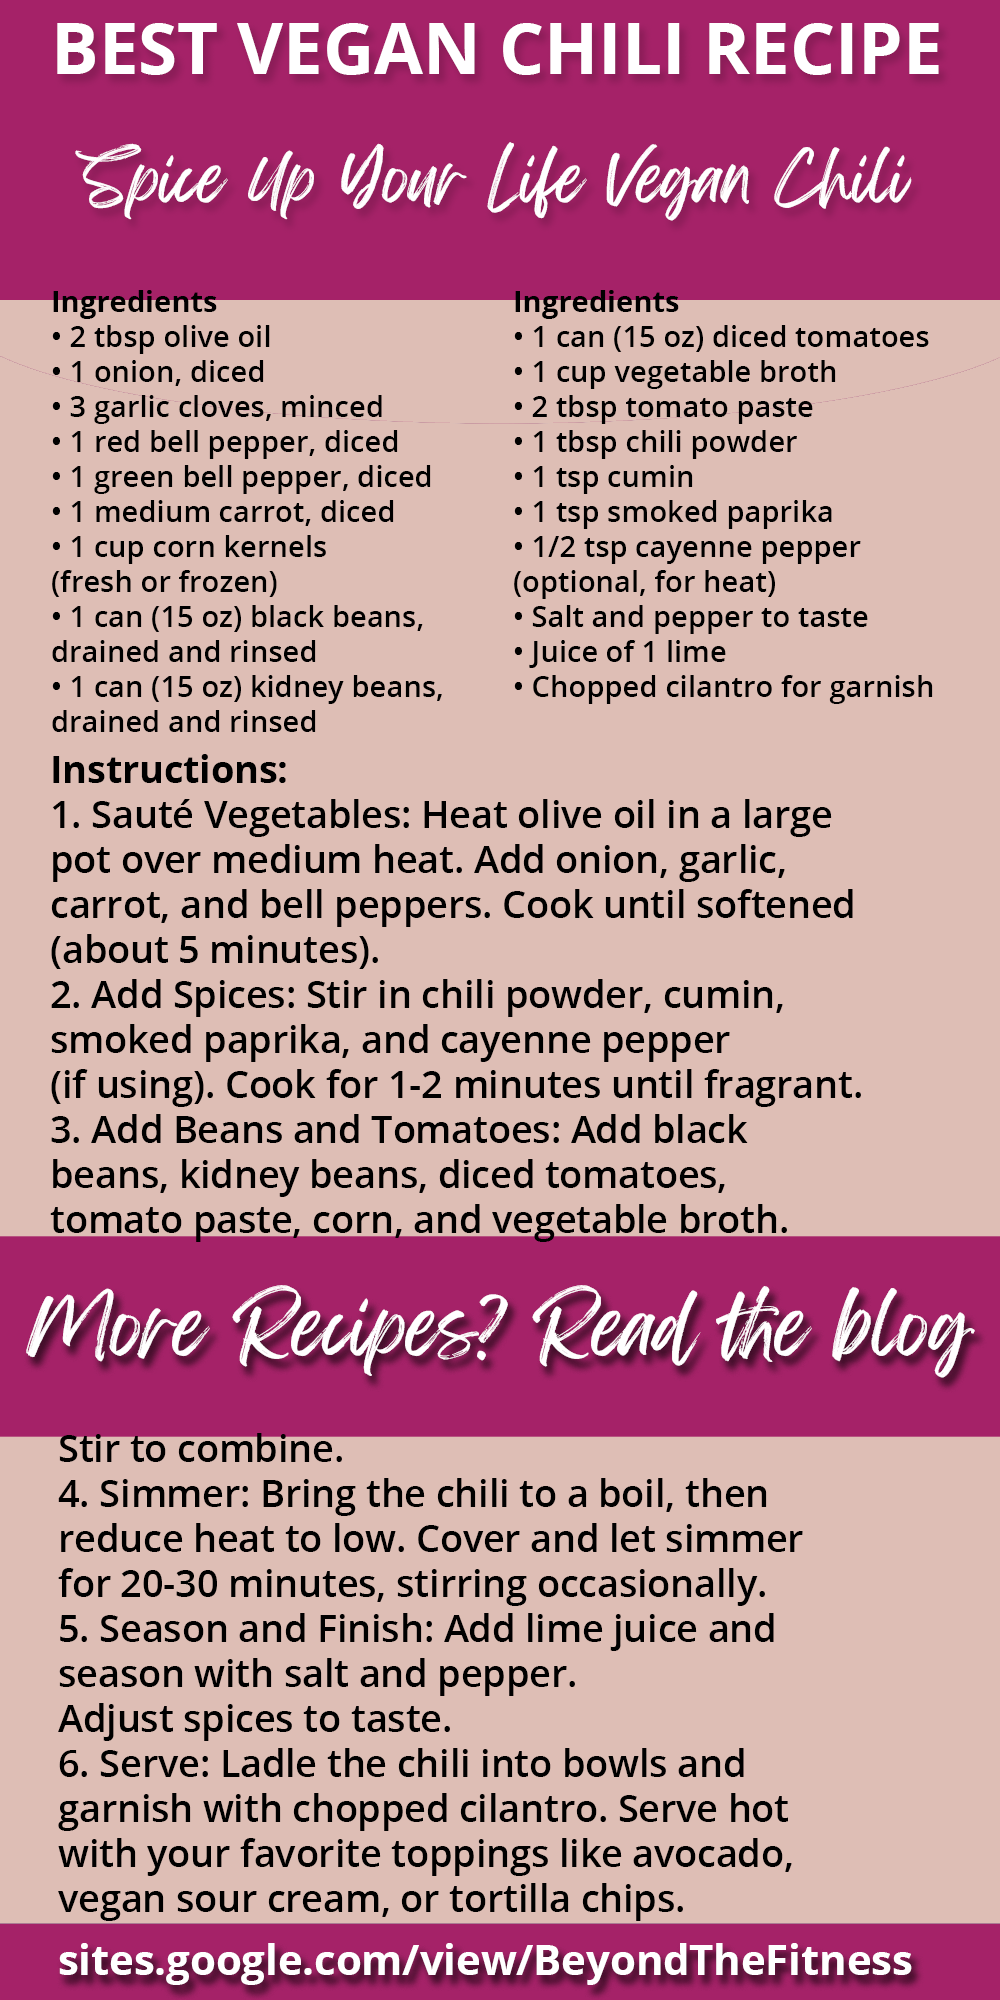 BEST VEGAN CHILI RECIPE
Spice Up Your Life Vegan Chili
Ingredients
• 2 tbsp olive oil
• 1 onion, diced
• 3 garlic cloves, minced
• 1 red bell pepper, diced
• 1 green bell pepper, diced
• 1 medium carrot, diced
• 1 cup corn kernels
(fresh or frozen)
• 1 can (15 oz) black beans,
drained and rinsed
• 1 can (15 oz) kidney beans,
drained and rinsed
Ingredients
• 1 can (15 oz) diced tomatoes
• 1 cup vegetable broth
• 2 tbsp tomato paste
• 1 tbsp chili powder
• 1 tsp cumin
• 1 tsp smoked paprika
• 1/2 tsp cayenne pepper
(optional, for heat)
• Salt and pepper to taste
• Juice of 1 lime
• Chopped cilantro for garnish
Instructions:
1. Sauté Vegetables: Heat olive oil in a large
pot over medium heat. Add onion, garlic,
carrot, and bell peppers. Cook until softened
(about 5 minutes).
2. Add Spices: Stir in chili powder, cumin,
smoked paprika, and cayenne pepper
(if using). Cook for 1-2 minutes until fragrant.
3. Add Beans and Tomatoes: Add black
beans, kidney beans, diced tomatoes,
tomato paste, corn, and vegetable broth.
More Recipes? Read the blog
Stir to combine.
4. Simmer: Bring the chili to a boil, then
reduce heat to low. Cover and let simmer
for 20-30 minutes, stirring occasionally.
5. Season and Finish: Add lime juice and
season with salt and pepper.
Adjust spices to taste.
6. Serve: Ladle the chili into bowls and
garnish with chopped cilantro. Serve hot
with your favorite toppings like avocado,
vegan sour cream, or tortilla chips.
sites.google.com/view/BeyondTheFitness